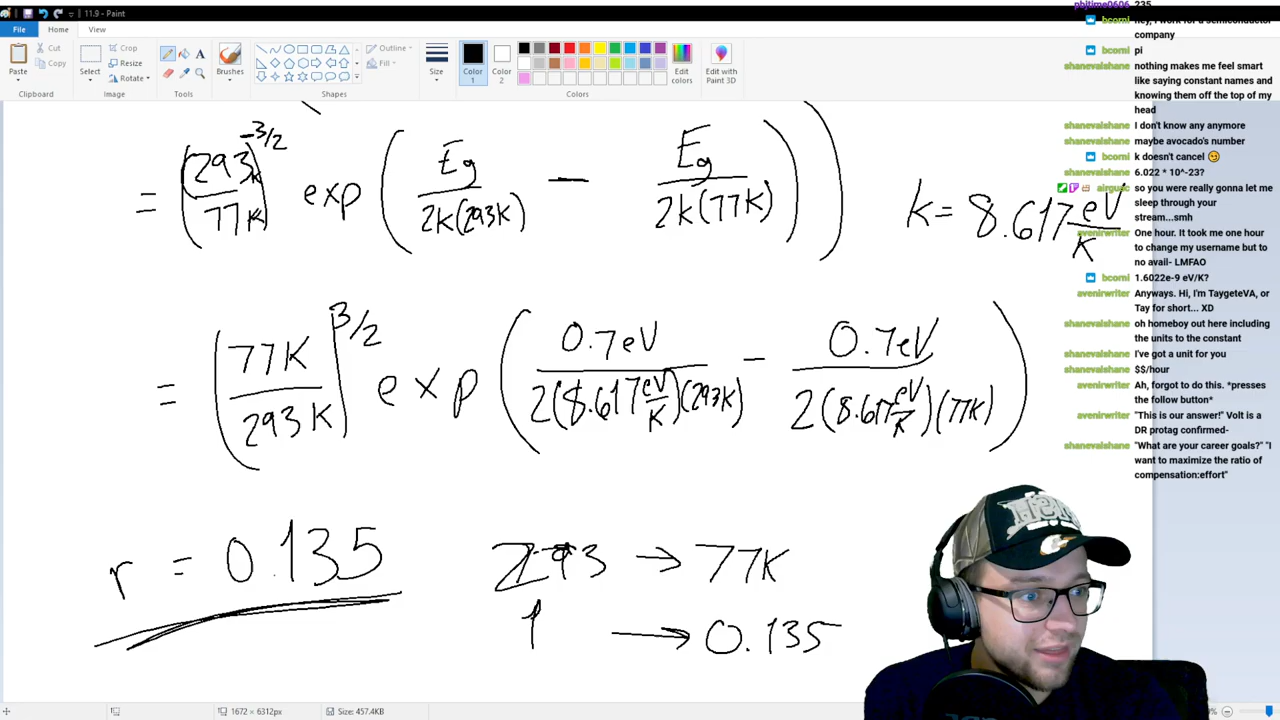 11.9 - Paint
File Home View
Paste
Cut
Copy
Clipboard
Select
Crop
Resize
Rotate
Image
Tools
Brushes
Shapes
Outline
Fill
Size
Color 1
Color 2
Edit colors
Edit with Paint 3D
Colors
= (293K/77K)^-3/2 exp (Eg/2k(293K) — Eg/2k(77K))
k = 8.617 eV/K
= (77K/293K)^3/2 exp (0.7eV/2(8.617 eV/K)(293K) - 0.7eV/2(8.617 eV/K)(77K))
r = 0.135
293 → 77K
1 → 0.135
pbjtime0606 235
bcorni hey, I work for a semiconductor
company
bcorni pi
shanevalshane nothing makes me feel smart
like saying constant names and
knowing them off the top of my
head
shanevalshane I don't know any anymore
shanevalshane maybe avocado's number
bcorni k doesn't cancel 😉
shanevalshane 6.022 * 10^-23?
so you were really gonna let me
sleep through your
stream...smh
avenirwriter One hour. It took me one hour
to change my username but to
no avail- LMFAO
bcorni 1.6022e-9 eV/K?
avenirwriter Anyways. Hi, I'm TaygeteVA, or
Tay for short... XD
shanevalshane oh homeboy out here including
the units to the constant
shanevalshane I've got a unit for you
shanevalshane $$/hour
avenirwriter Ah, forgot to do this. *presses
the follow button*
avenirwriter "This is our answer!" Volt is a
DR protag confirmed-
shanevalshane "What are your career goals?" "I
want to maximize the ratio of
compensation:effort"
1672 × 6312px
Size: 457.4KB